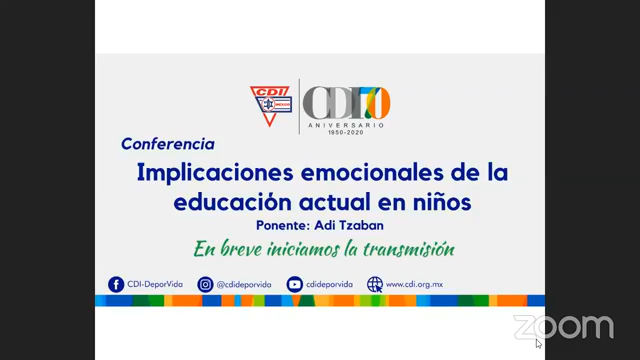 CDI
MÉXICO
CDI70
ANIVERSARIO
1950-2020
Conferencia
Implicaciones emocionales de la
educación actual en niños
Ponente: Adi Tzaban
En breve iniciamos la transmisión
CDI-DeporVida
@cdideporvida
cdideporvida
www.cdi.org.mx
zoom